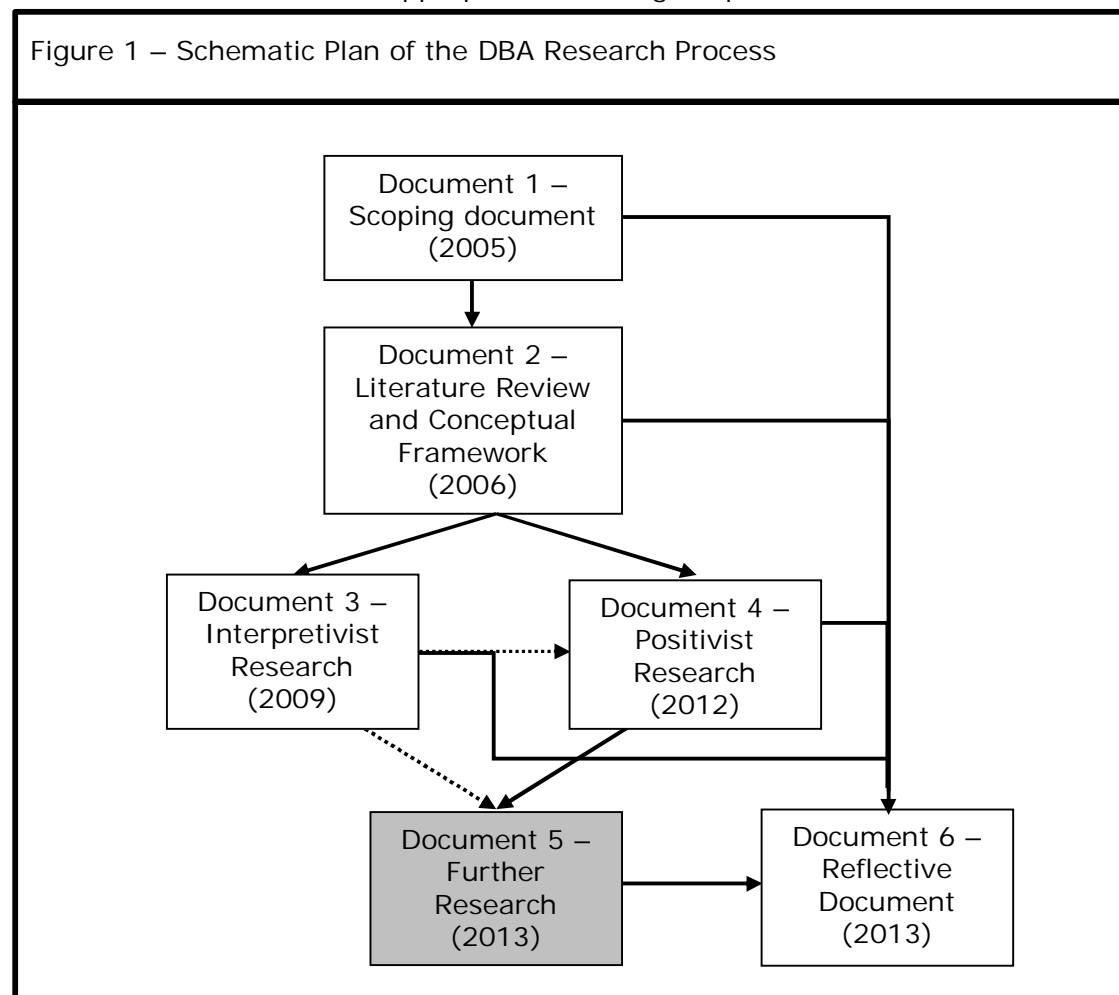 Figure 1 – Schematic Plan of the DBA Research Process
Document 1 –
Scoping document
(2005)
Document 2 –
Literature Review
and Conceptual
Framework
(2006)
Document 3 –
Interpretivist
Research
(2009)
Document 4 –
Positivist
Research
(2012)
Document 5 –
Further
Research
(2013)
Document 6 –
Reflective
Document
(2013)